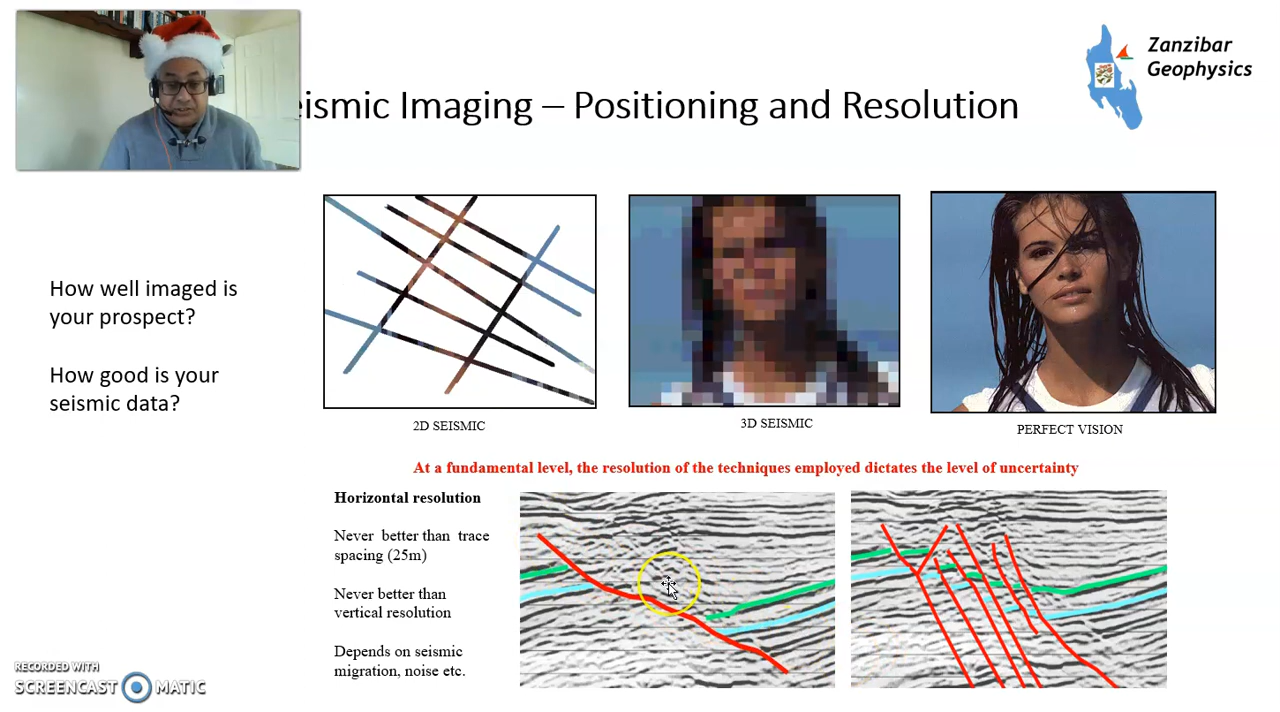 Zanzibar
Geophysics
eismic Imaging – Positioning and Resolution
How well imaged is
your prospect?
How good is your
seismic data?
2D SEISMIC
3D SEISMIC
PERFECT VISION
At a fundamental level, the resolution of the techniques employed dictates the level of uncertainty
Horizontal resolution
Never better than trace
spacing (25m)
Never better than
vertical resolution
Depends on seismic
migration, noise etc.
RECORDED WITH
SCREENCAST MATIC